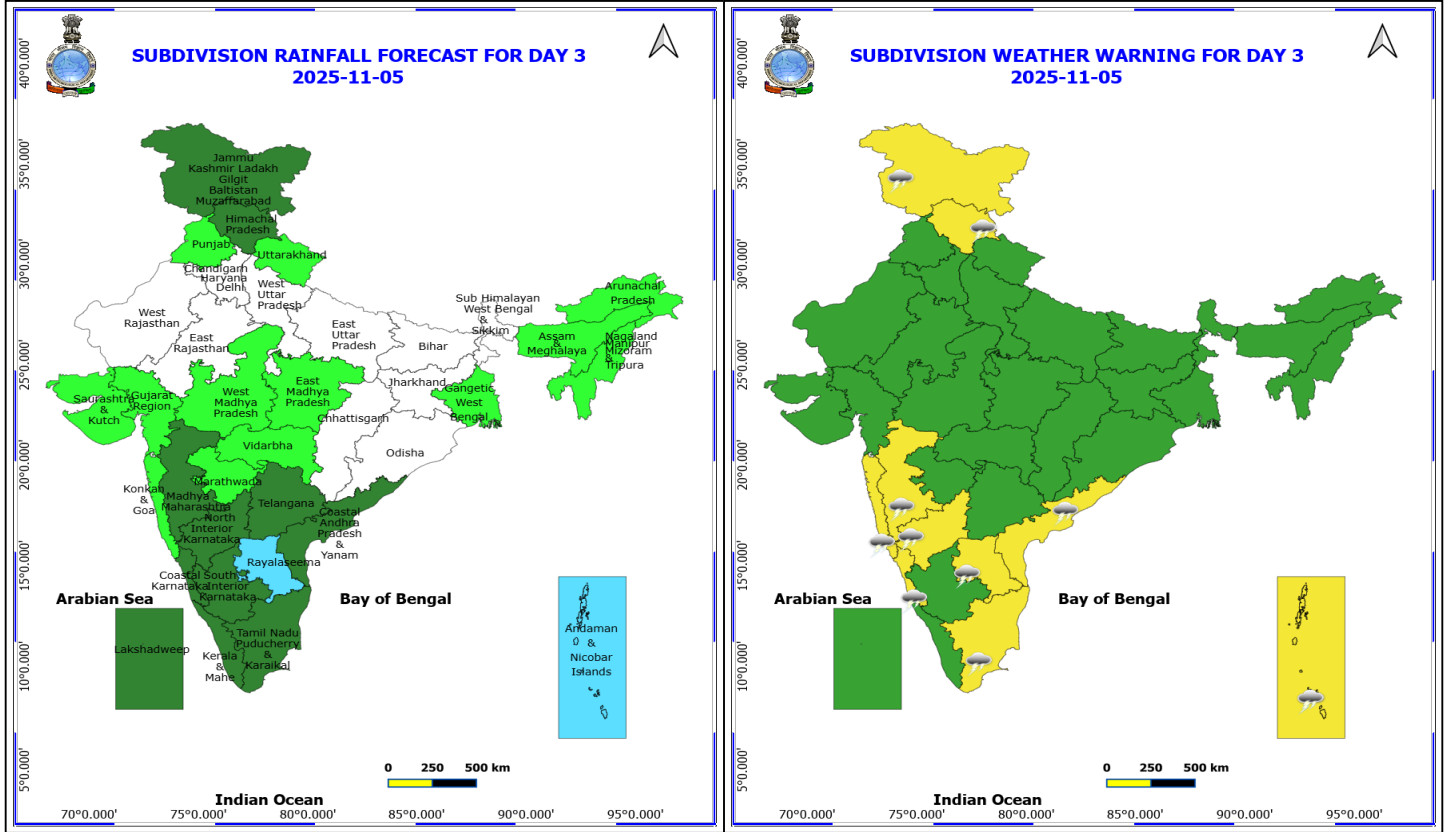 SUBDIVISION RAINFALL FORECAST FOR DAY 3
2025-11-05
40°0.000'
35°0.000'
30°0.000'
25°0.000'
20°0.000'
15°0.000'
10°0.000'
5°0.000'
Jammu
Kashmir Ladakh
Gilgit
Baltistan
Muzaffarabad
Himachal
Pradesh
Punjab
Uttarakhand
Chandigarh
Haryana
Delhi
West
Uttar
Pradesh
West
Rajasthan
East
Rajasthan
East
Uttar
Pradesh
Bihar
Sub Himalayan
West Bengal
&
Sikkim
Arunachal
Pradesh
Assam
&
Meghalaya
Nagaland
Manipur
Mizoram
&
Tripura
Saurashtra
&
Kutch
Gujarat
Region
West
Madhya
Pradesh
East
Madhya
Pradesh
Jharkhand
Gangetic
West
Bengal
Chhattisgarh
Odisha
Vidarbha
Marathwada
Konkan
&
Goa
Madhya
Maharashtra
North
Interior
Karnataka
Telangana
Coastal
Andhra
Pradesh
&
Yanam
Rayalaseema
Coastal
Karnataka
South
Interior
Karnataka
Arabian Sea
Bay of Bengal
Lakshadweep
Kerala
&
Mahe
Tamil Nadu
Puducherry
&
Karaikal
Andaman
&
Nicobar
Islands
0 250 500 km
Indian Ocean
70°0.000' 75°0.000' 80°0.000' 85°0.000' 90°0.000' 95°0.000'
SUBDIVISION WEATHER WARNING FOR DAY 3
2025-11-05
40°0.000'
35°0.000'
30°0.000'
25°0.000'
20°0.000'
15°0.000'
10°0.000'
5°0.000'
Arabian Sea
Bay of Bengal
0 250 500 km
Indian Ocean
70°0.000' 75°0.000' 80°0.000' 85°0.000' 90°0.000' 95°0.000'